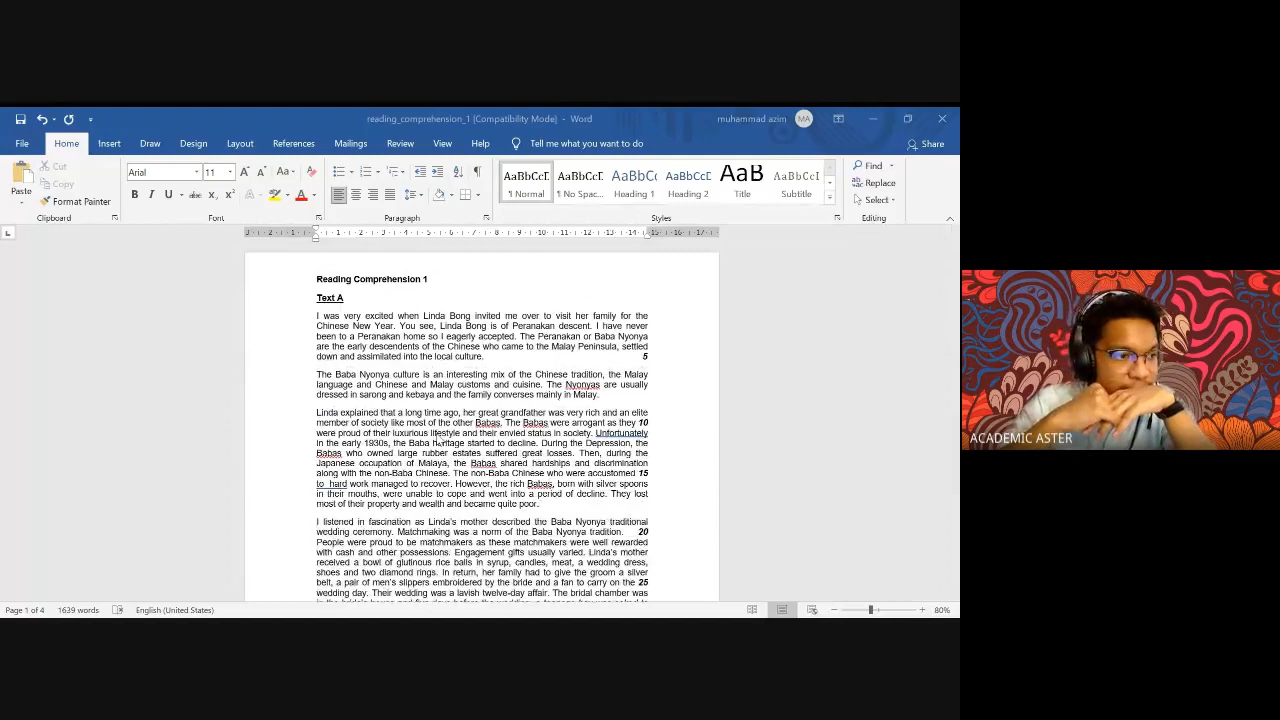 reading_comprehension_1 [Compatibility Mode] - Word
muhammad azim
MA
File Home Insert Draw Design Layout References Mailings Review View Help Tell me what you want to do Share
Cut
Copy
Format Painter
Paste
Arial 11
AaBbCcDd
¶ Normal
¶ No Spac...
Heading 1
Heading 2
Title
Subtitle
Find
Replace
Select
Clipboard Font Paragraph Styles Editing
Reading Comprehension 1
Text A
I was very excited when Linda Bong invited me over to visit her family for the
Chinese New Year. You see, Linda Bong is of Peranakan descent. I have never
been to a Peranakan home so I eagerly accepted. The Peranakan or Baba Nyonya
are the early descendents of the Chinese who came to the Malay Peninsula, settled
down and assimilated into the local culture. 5
The Baba Nyonya culture is an interesting mix of the Chinese tradition, the Malay
language and Chinese and Malay customs and cuisine. The Nyonyas are usually
dressed in sarong and kebaya and the family converses mainly in Malay.
Linda explained that a long time ago, her great grandfather was very rich and an elite
member of society like most of the other Babas. The Babas were arrogant as they 10
were proud of their luxurious lifestyle and their envied status in society. Unfortunately
in the early 1930s, the Baba heritage started to decline. During the Depression, the
Babas who owned large rubber estates suffered great losses. Then, during the
Japanese occupation of Malaya, the Babas shared hardships and discrimination
along with the non-Baba Chinese. The non-Baba Chinese who were accustomed 15
to hard work managed to recover. However, the rich Babas, born with silver spoons
in their mouths, were unable to cope and went into a period of decline. They lost
most of their property and wealth and became quite poor.
I listened in fascination as Linda's mother described the Baba Nyonya traditional
wedding ceremony. Matchmaking was a norm of the Baba Nyonya tradition. 20
People were proud to be matchmakers as these matchmakers were well rewarded
with cash and other possessions. Engagement gifts usually varied. Linda's mother
received a bowl of glutinous rice balls in syrup, candles, meat, a wedding dress,
shoes and two diamond rings. In return, her family had to give the groom a silver
belt, a pair of men's slippers embroidered by the bride and a fan to carry on the 25
wedding day. Their wedding was a lavish twelve-day affair. The bridal chamber was
Page 1 of 4 1639 words English (United States) 80%
ACADEMIC ASTER